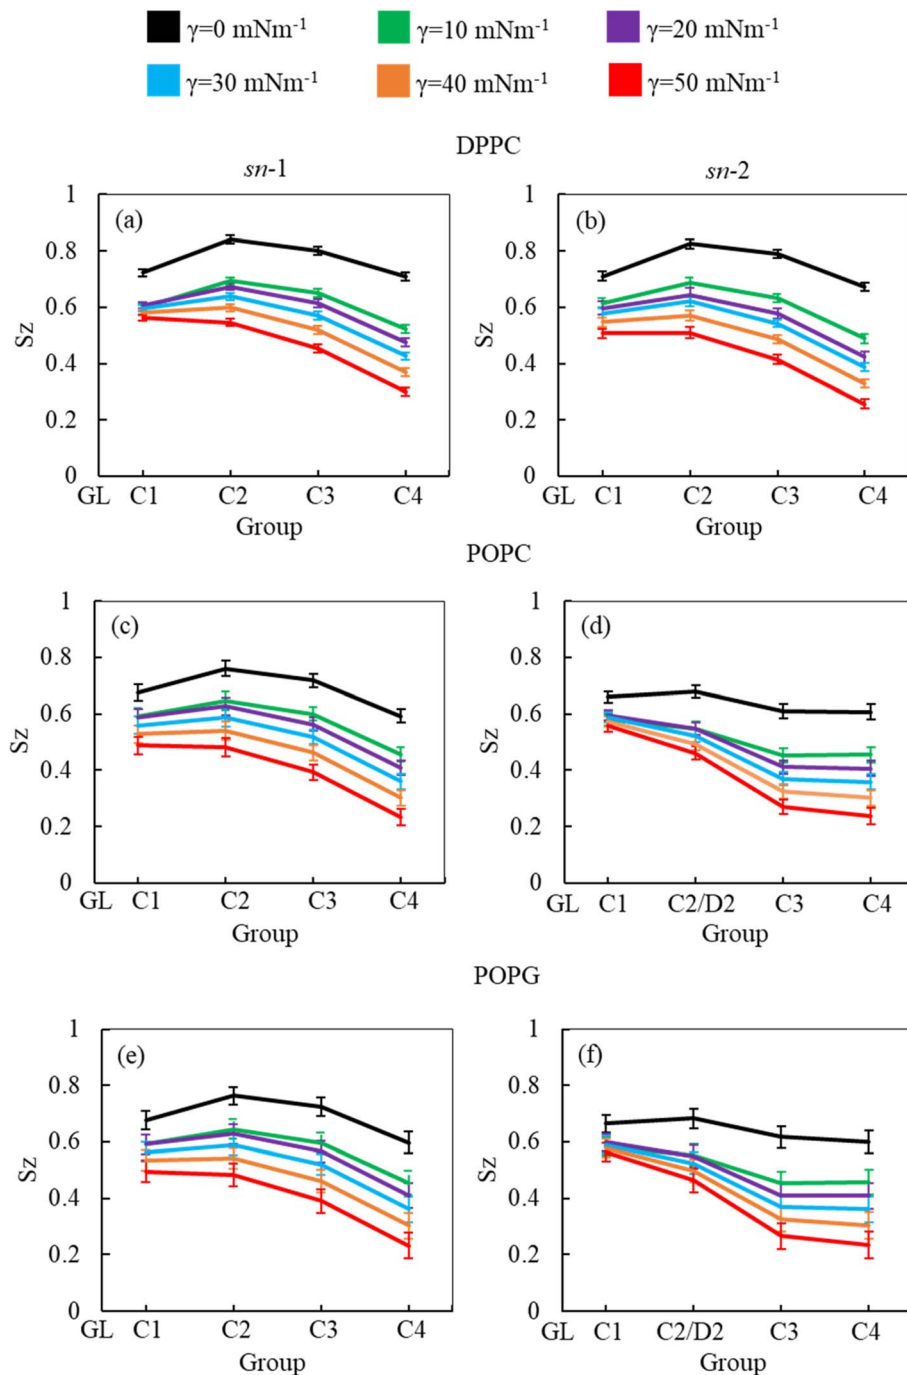 γ=0 mNm⁻¹ γ=10 mNm⁻¹ γ=20 mNm⁻¹
γ=30 mNm⁻¹ γ=40 mNm⁻¹ γ=50 mNm⁻¹
DPPC
sn-1 sn-2
(a)
1
0.8
0.6
0.4
0.2
0
Sz
GL C1 C2 C3 C4
Group
(b)
1
0.8
0.6
0.4
0.2
0
Sz
GL C1 C2 C3 C4
Group
POPC
(c)
1
0.8
0.6
0.4
0.2
0
Sz
GL C1 C2 C3 C4
Group
(d)
1
0.8
0.6
0.4
0.2
0
Sz
GL C1 C2/D2 C3 C4
Group
POPG
(e)
1
0.8
0.6
0.4
0.2
0
Sz
GL C1 C2 C3 C4
Group
(f)
1
0.8
0.6
0.4
0.2
0
Sz
GL C1 C2/D2 C3 C4
Group